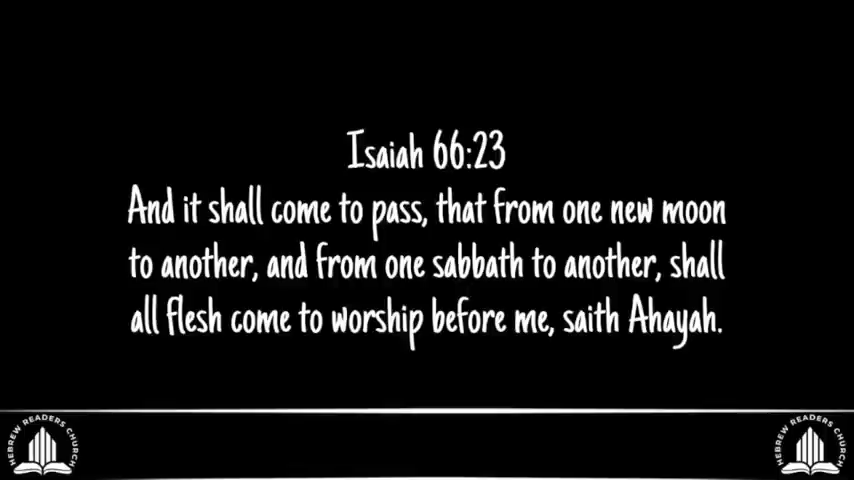 Isaiah 66:23
And it shall come to pass, that from one new moon
to another, and from one sabbath to another, shall
all flesh come to worship before me, saith Ahayah.
HEBREW READERS CHURCH
HEBREW READERS CHURCH